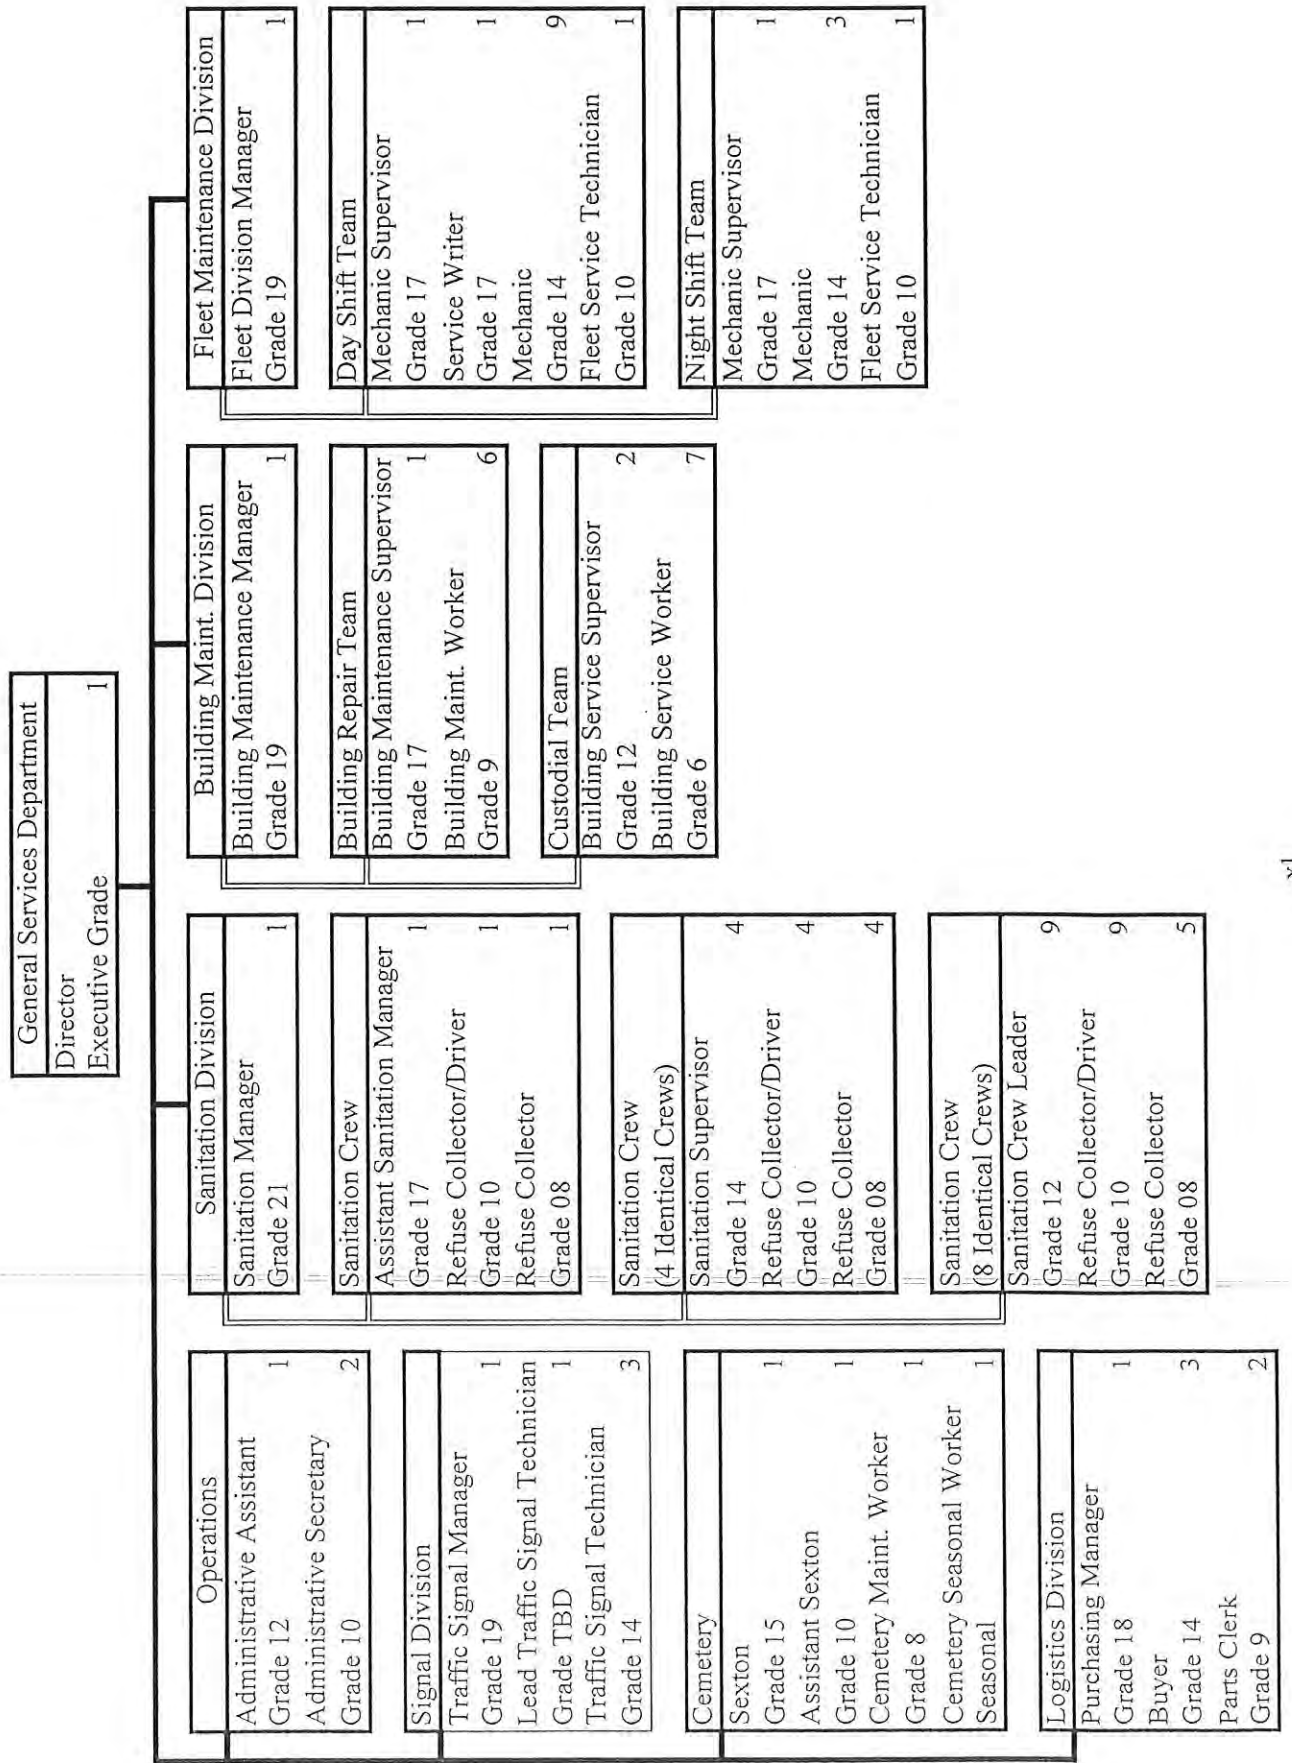 General Services Department
Director
Executive Grade 1
Operations
Administrative Assistant
Grade 12 1
Administrative Secretary
Grade 10 2
Signal Division
Traffic Signal Manager
Grade 19 1
Lead Traffic Signal Technician
Grade TBD 1
Traffic Signal Technician
Grade 14 3
Cemetery
Sexton
Grade 15 1
Assistant Sexton
Grade 10 1
Cemetery Maint. Worker
Grade 8 1
Cemetery Seasonal Worker
Seasonal 1
Logistics Division
Purchasing Manager
Grade 18 1
Buyer
Grade 14 3
Parts Clerk
Grade 9 2
Sanitation Division
Sanitation Manager
Grade 21 1
Sanitation Crew
Assistant Sanitation Manager
Grade 17 1
Refuse Collector/Driver
Grade 10 1
Refuse Collector
Grade 08 1
Sanitation Crew
(4 Identical Crews)
Sanitation Supervisor
Grade 14 4
Refuse Collector/Driver
Grade 10 4
Refuse Collector
Grade 08 4
Sanitation Crew
(8 Identical Crews)
Sanitation Crew Leader
Grade 12 9
Refuse Collector/Driver
Grade 10 9
Refuse Collector
Grade 08 5
Building Maint. Division
Building Maintenance Manager
Grade 19 1
Building Repair Team
Building Maintenance Supervisor
Grade 17 1
Building Maint. Worker
Grade 9 6
Custodial Team
Building Service Supervisor
Grade 12 2
Building Service Worker
Grade 6 7
Fleet Maintenance Division
Fleet Division Manager
Grade 19 1
Day Shift Team
Mechanic Supervisor
Grade 17 1
Service Writer
Grade 17 1
Mechanic
Grade 14 9
Fleet Service Technician
Grade 10 1
Night Shift Team
Mechanic Supervisor
Grade 17 1
Mechanic
Grade 14 3
Fleet Service Technician
Grade 10 1